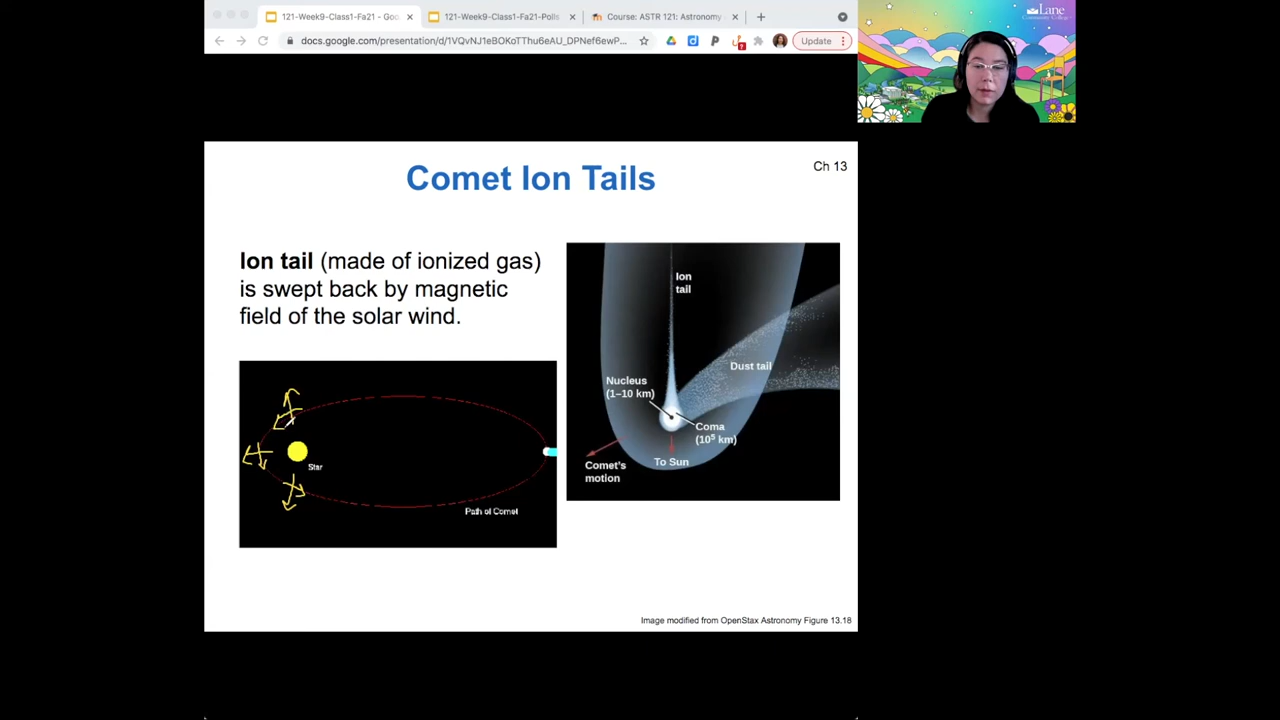 121-Week9-Class1-Fa21 - Goo
121-Week9-Class1-Fa21-Polls
Course: ASTR 121: Astronomy
docs.google.com/presentation/d/1VQvNJ1eBOKoTThu6eAU_DPNef6ewP...
Update
Lane
Community College
Comet Ion Tails
Ch 13
Ion tail (made of ionized gas)
is swept back by magnetic
field of the solar wind.
Star
Path of Comet
Ion
tail
Dust tail
Nucleus
(1–10 km)
Coma
(10⁵ km)
To Sun
Comet's
motion
Image modified from OpenStax Astronomy Figure 13.18